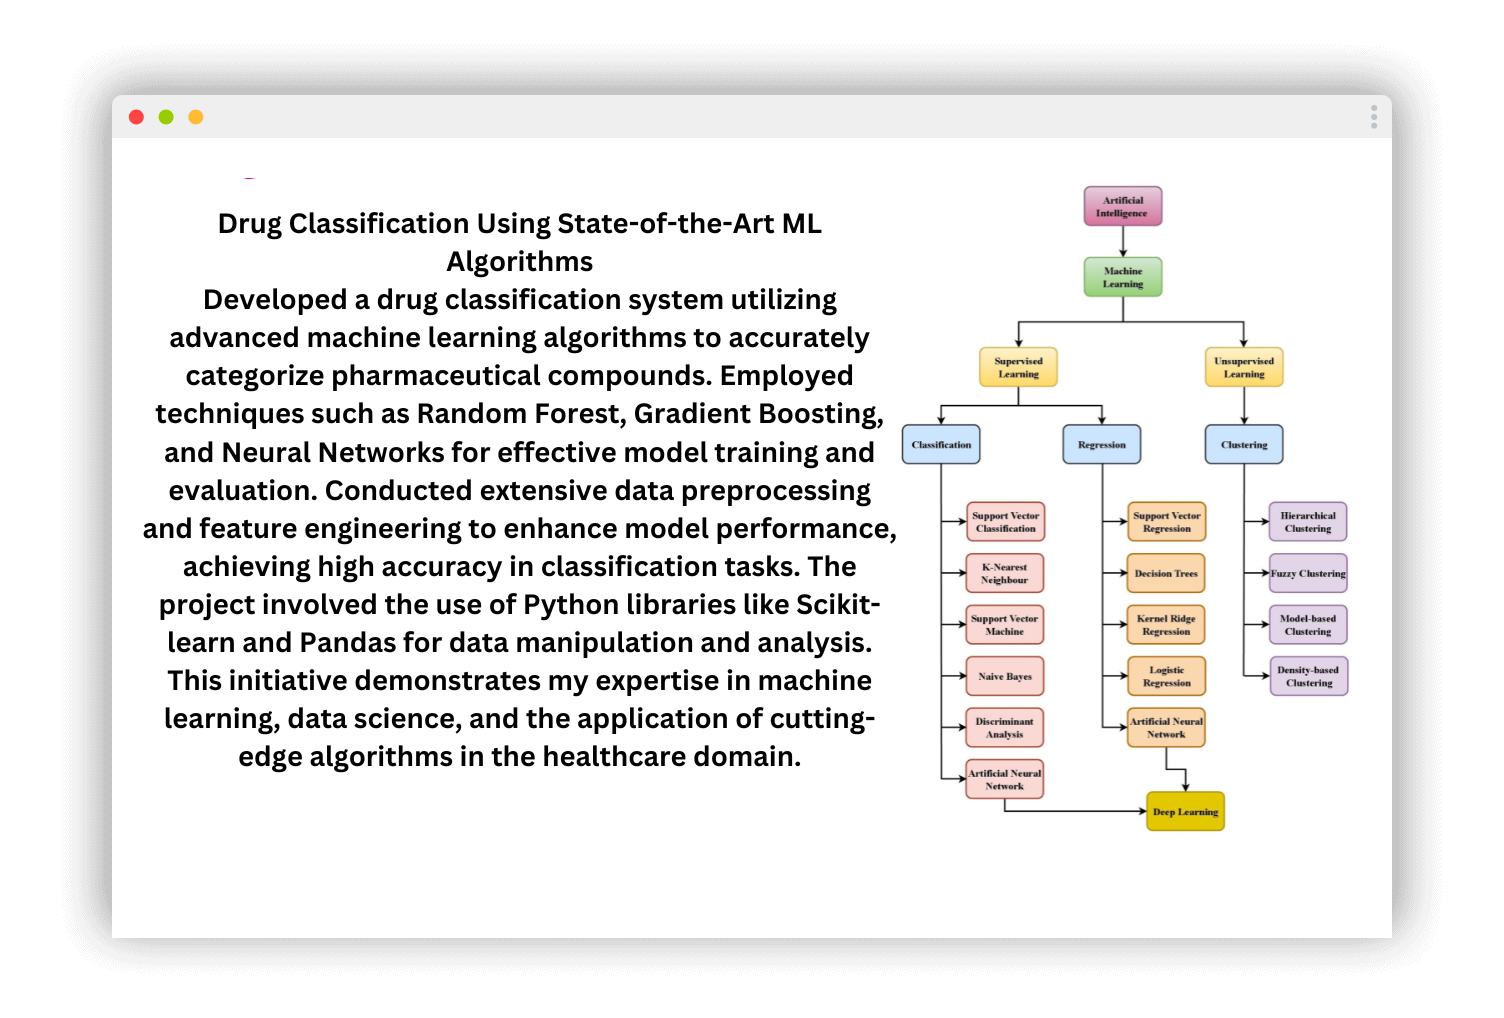 Drug Classification Using State-of-the-Art ML
Algorithms
Developed a drug classification system utilizing
advanced machine learning algorithms to accurately
categorize pharmaceutical compounds. Employed
techniques such as Random Forest, Gradient Boosting,
and Neural Networks for effective model training and
evaluation. Conducted extensive data preprocessing
and feature engineering to enhance model performance,
achieving high accuracy in classification tasks. The
project involved the use of Python libraries like Scikit-
learn and Pandas for data manipulation and analysis.
This initiative demonstrates my expertise in machine
learning, data science, and the application of cutting-
edge algorithms in the healthcare domain.
Artificial
Intelligence
Machine
Learning
Supervised
Learning
Unsupervised
Learning
Classification
Regression
Clustering
Support Vector
Classification
K-Nearest
Neighbour
Support Vector
Machine
Naive Bayes
Discriminant
Analysis
Artificial Neural
Network
Support Vector
Regression
Decision Trees
Kernel Ridge
Regression
Logistic
Regression
Artificial Neural
Network
Deep Learning
Hierarchical
Clustering
Fuzzy Clustering
Model-based
Clustering
Density-based
Clustering